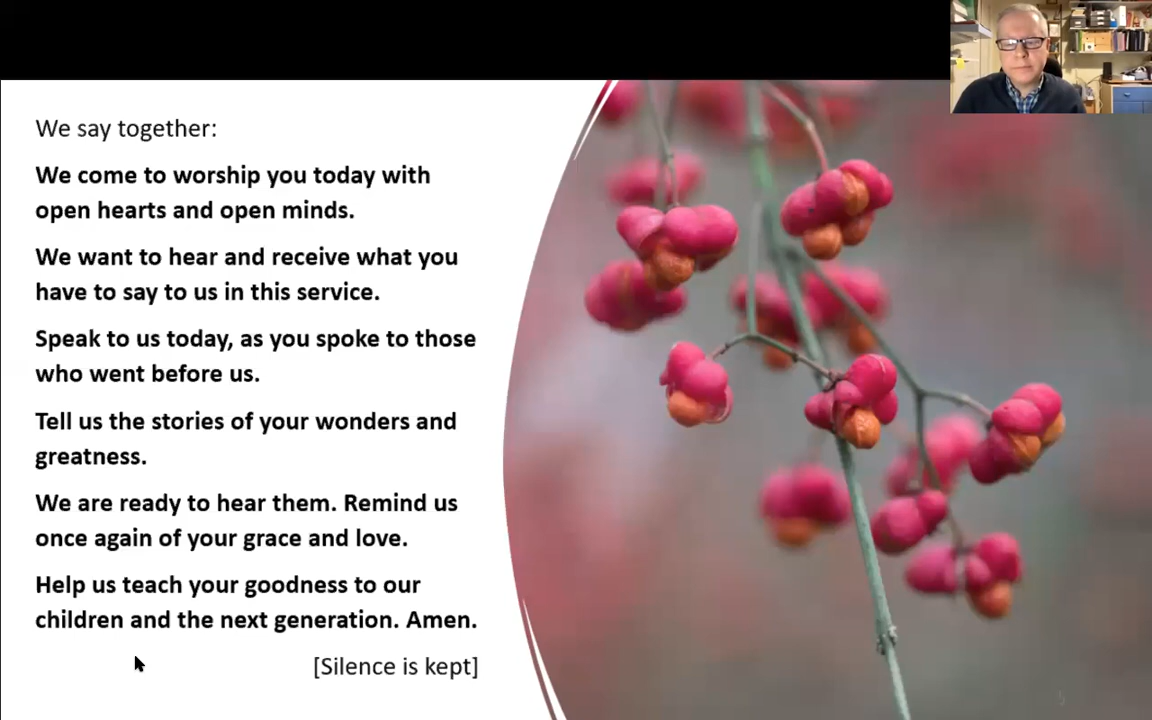 We say together:
We come to worship you today with
open hearts and open minds.
We want to hear and receive what you
have to say to us in this service.
Speak to us today, as you spoke to those
who went before us.
Tell us the stories of your wonders and
greatness.
We are ready to hear them. Remind us
once again of your grace and love.
Help us teach your goodness to our
children and the next generation. Amen.
[Silence is kept]